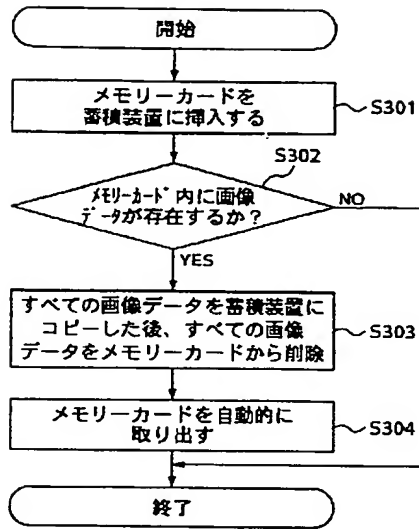 開始
メモリーカードを
蓄積装置に挿入する
S301
S302
メモリーカード内に画像
データが存在するか？
NO
YES
すべての画像データを蓄積装置に
コピーした後、すべての画像
データをメモリーカードから削除
S303
メモリーカードを自動的に
取り出す
S304
終了